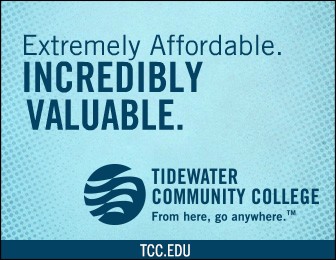 Extremely Affordable.
INCREDIBLY
VALUABLE.
TIDEWATER
COMMUNITY COLLEGE
From here, go anywhere.™
TCC.EDU